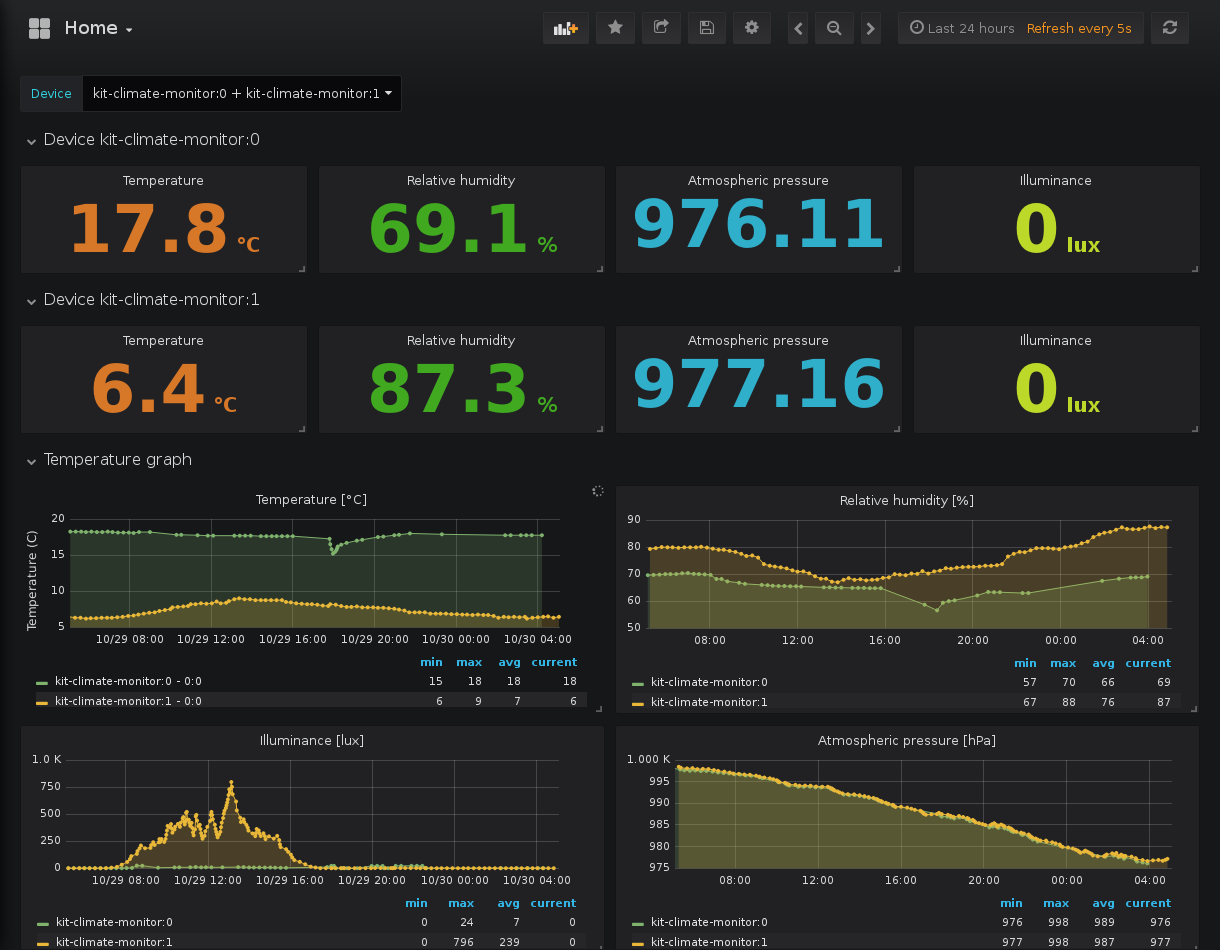 Home
Last 24 hours Refresh every 5s
Device kit-climate-monitor:0 + kit-climate-monitor:1
Device kit-climate-monitor:0
Temperature Relative humidity Atmospheric pressure Illuminance
17.8 °C 69.1 % 976.11 0 lux
Device kit-climate-monitor:1
Temperature Relative humidity Atmospheric pressure Illuminance
6.4 °C 87.3 % 977.16 0 lux
Temperature graph
Temperature [°C]
Temperature (C)
20
15
10
5
10/29 08:00 10/29 12:00 10/29 16:00 10/29 20:00 10/30 00:00 10/30 04:00
min max avg current
kit-climate-monitor:0 - 0:0 15 18 18 18
kit-climate-monitor:1 - 0:0 6 9 7 6
Relative humidity [%]
90
80
70
60
50
08:00 12:00 16:00 20:00 00:00 04:00
min max avg current
kit-climate-monitor:0 57 70 66 69
kit-climate-monitor:1 67 88 76 87
Illuminance [lux]
1.0 K
750
500
250
0
10/29 08:00 10/29 12:00 10/29 16:00 10/29 20:00 10/30 00:00 10/30 04:00
min max avg current
kit-climate-monitor:0 0 24 7 0
kit-climate-monitor:1 0 796 239 0
Atmospheric pressure [hPa]
1.000 K
995
990
985
980
975
08:00 12:00 16:00 20:00 00:00 04:00
min max avg current
kit-climate-monitor:0 976 998 989 976
kit-climate-monitor:1 977 998 987 977